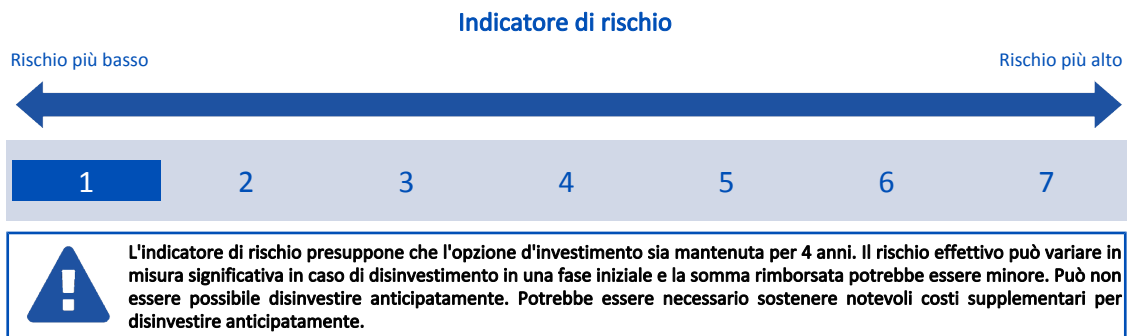 Indicatore di rischio
Rischio più basso
Rischio più alto
1 2 3 4 5 6 7
L'indicatore di rischio presuppone che l'opzione d'investimento sia mantenuta per 4 anni. Il rischio effettivo può variare in
misura significativa in caso di disinvestimento in una fase iniziale e la somma rimborsata potrebbe essere minore. Può non
essere possibile disinvestire anticipatamente. Potrebbe essere necessario sostenere notevoli costi supplementari per
disinvestire anticipatamente.